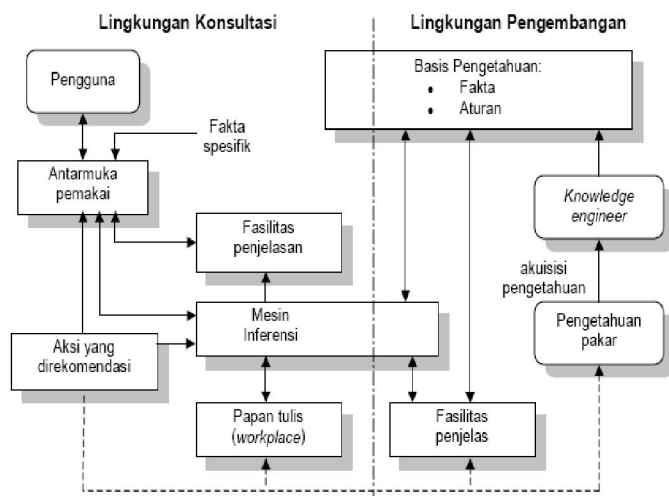 Lingkungan Konsultasi
Lingkungan Pengembangan
Pengguna
Fakta
spesifik
Antarmuka
pemakai
Fasilitas
penjelasan
Mesin
Inferensi
Aksi yang
direkomendasi
Papan tulis
(workplace)
Basis Pengetahuan:
• Fakta
• Aturan
Knowledge
engineer
akuisisi
pengetahuan
Pengetahuan
pakar
Fasilitas
penjelas